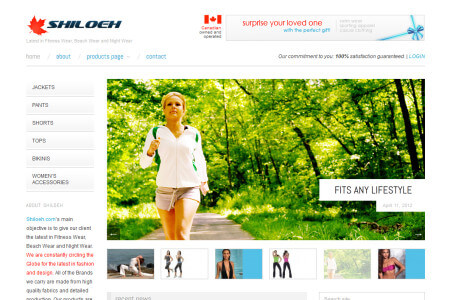 SHILOEH
Latest in Fitness Wear, Beach Wear and Night Wear
Canadian
owned and
operated
surprise your loved one
with the perfect gift!
home / about / products page / contact
Our commitment to you: 100% satisfaction guaranteed | LOGIN
JACKETS
PANTS
SHORTS
TOPS
BIKINIS
WOMEN'S
ACCESSORIES
FITS ANY LIFESTYLE
April 11, 2012
ABOUT SHILOEH
Shiloeh.com's main
objective is to give our client
the latest in Fitness Wear,
Beach Wear and Night Wear.
We are constantly circling the
Globe for the latest in fashion
and design. All of the Brands
we carry are made from high
quality fabrics and detailed
production. Our products are
RECENT NEWS
Search site